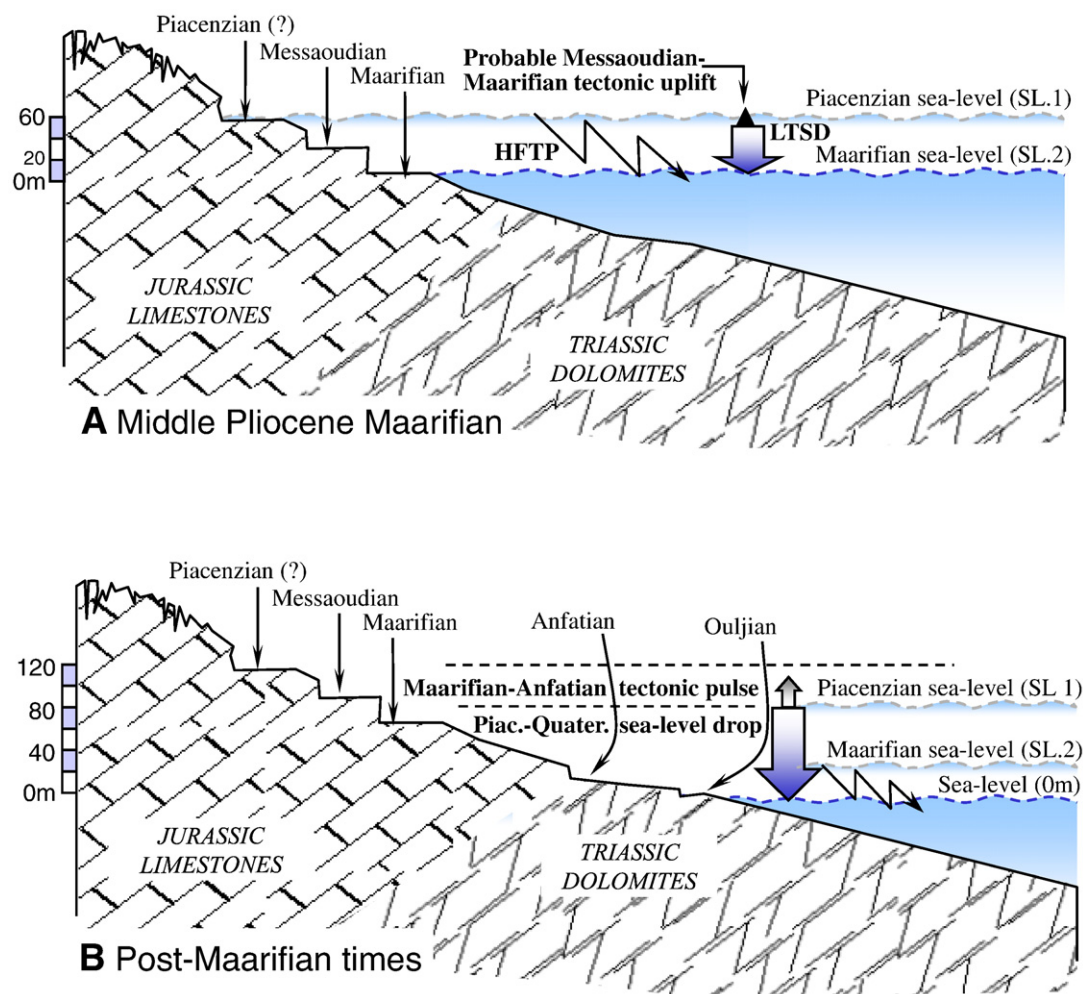 Piacenzian (?)
Messaoudian
Maarifian
Probable Messaoudian-
Maarifian tectonic uplift
Piacenzian sea-level (SL.1)
LTSD
HFTP
Maarifian sea-level (SL.2)
60
20
0m
JURASSIC
LIMESTONES
TRIASSIC
DOLOMITES
A Middle Pliocene Maarifian
Piacenzian (?)
Messaoudian
Maarifian
Anfatian
Ouljian
120
80
40
0m
Maarifian-Anfatian tectonic pulse
Piac.-Quater. sea-level drop
Piacenzian sea-level (SL 1)
Maarifian sea-level (SL.2)
Sea-level (0m)
JURASSIC
LIMESTONES
TRIASSIC
DOLOMITES
B Post-Maarifian times